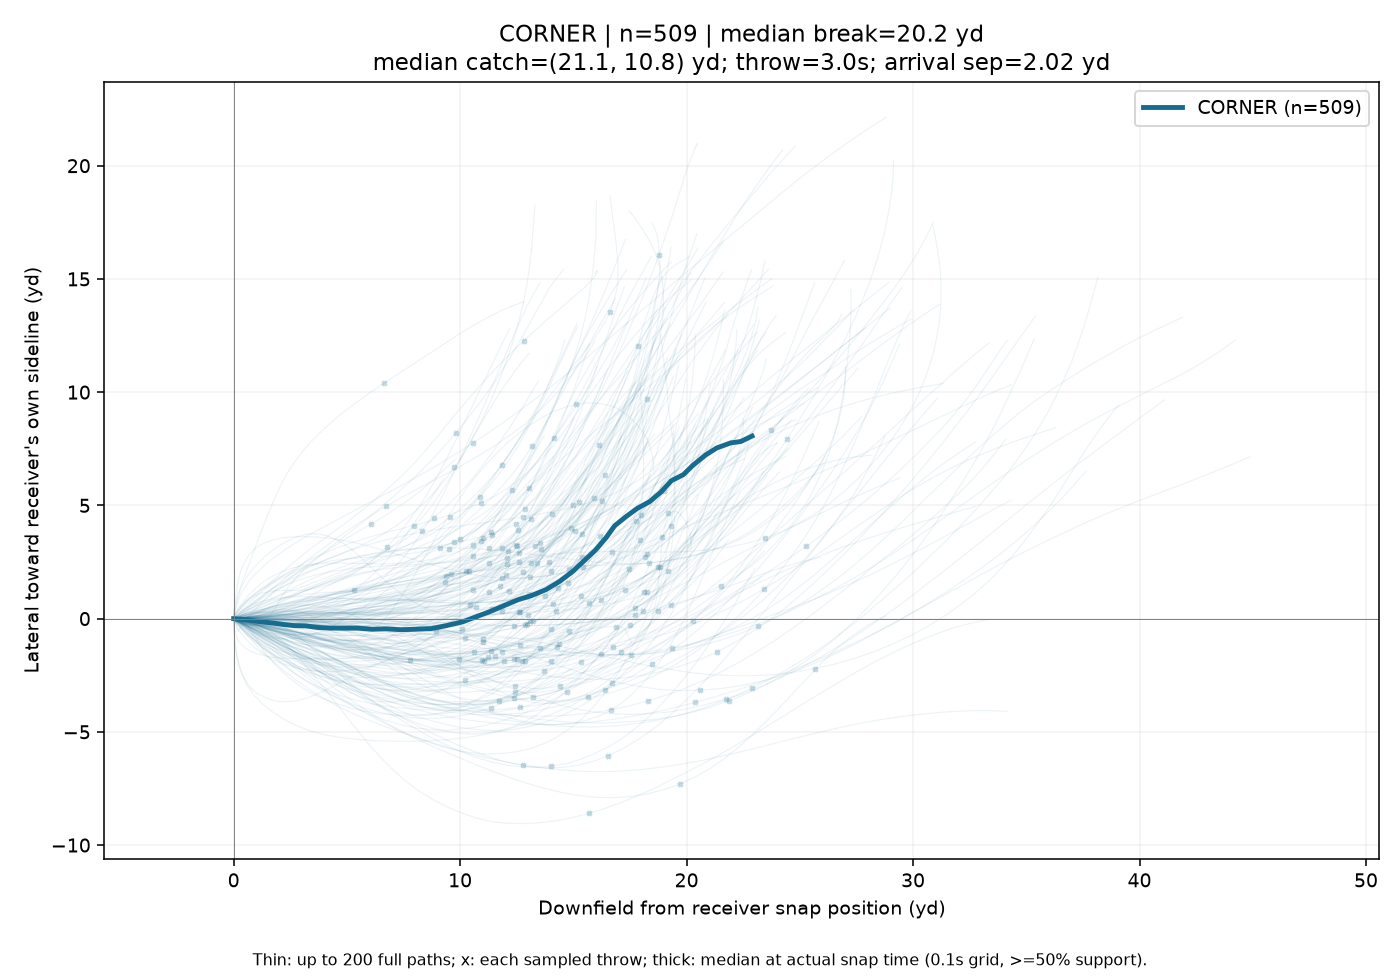 CORNER | n=509 | median break=20.2 yd
median catch=(21.1, 10.8) yd; throw=3.0s; arrival sep=2.02 yd
CORNER (n=509)
Lateral toward receiver's own sideline (yd)
20
15
10
5
0
−5
−10
0 10 20 30 40 50
Downfield from receiver snap position (yd)
Thin: up to 200 full paths; x: each sampled throw; thick: median at actual snap time (0.1s grid, >=50% support).